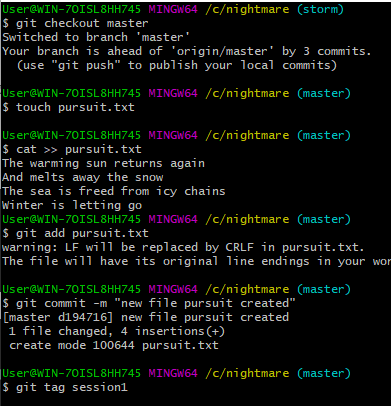 User@WIN-7OISL8HH745 MINGW64 /c/nightmare (storm)
$ git checkout master
Switched to branch 'master'
Your branch is ahead of 'origin/master' by 3 commits.
  (use "git push" to publish your local commits)
User@WIN-7OISL8HH745 MINGW64 /c/nightmare (master)
$ touch pursuit.txt
User@WIN-7OISL8HH745 MINGW64 /c/nightmare (master)
$ cat >> pursuit.txt
The warming sun returns again
And melts away the snow
The sea is freed from icy chains
Winter is letting go
User@WIN-7OISL8HH745 MINGW64 /c/nightmare (master)
$ git add pursuit.txt
warning: LF will be replaced by CRLF in pursuit.txt.
The file will have its original line endings in your wor
User@WIN-7OISL8HH745 MINGW64 /c/nightmare (master)
$ git commit -m "new file pursuit created"
[master d194716] new file pursuit created
 1 file changed, 4 insertions(+)
 create mode 100644 pursuit.txt
User@WIN-7OISL8HH745 MINGW64 /c/nightmare (master)
$ git tag session1